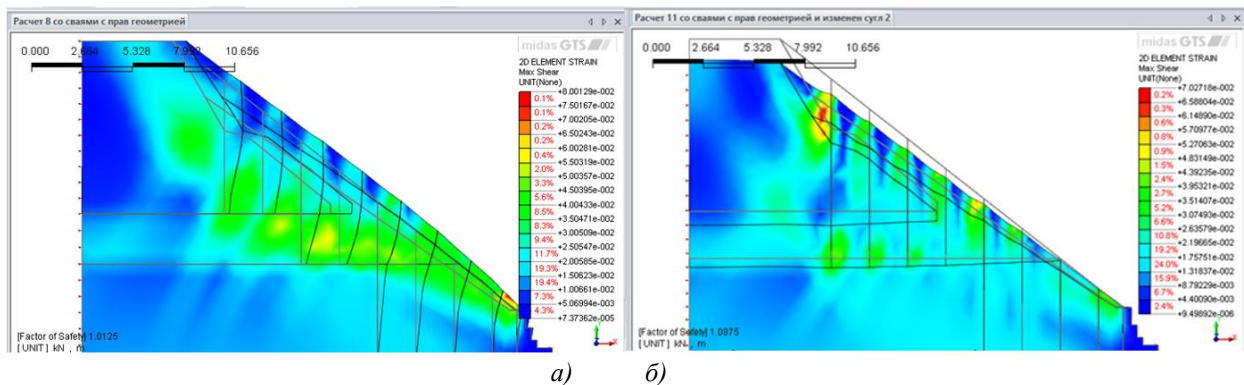 Расчет 8 со сваями с прав геометрией
0.000 2.664 5.328 7.992 10.656
midas GTS
2D ELEMENT STRAIN
Max Shear
UNIT(None)
+8.00129e-002
0.1%
+7.50167e-002
0.1%
+7.00205e-002
0.2%
+6.50243e-002
0.2%
+6.00281e-002
0.4%
+5.50319e-002
2.0%
+5.00357e-002
3.3%
+4.50395e-002
5.6%
+4.00433e-002
8.5%
+3.50471e-002
8.3%
+3.00509e-002
9.4%
+2.50547e-002
11.7%
+2.00585e-002
19.3%
+1.50623e-002
19.4%
+1.00661e-002
7.3%
+5.06994e-003
4.3%
+7.37362e-005
[Factor of Safety] 1.0125
[UNIT] kN , m
Расчет 11 со сваями с прав геометрией и изменен сугл 2
0.000 2.664 5.328 7.992 10.656
midas GTS
2D ELEMENT STRAIN
Max Shear
UNIT(None)
+7.02718e-002
0.2%
+6.58804e-002
0.3%
+6.14890e-002
0.6%
+5.70977e-002
0.8%
+5.27063e-002
0.9%
+4.83149e-002
1.5%
+4.39235e-002
2.4%
+3.95321e-002
2.7%
+3.51407e-002
5.2%
+3.07493e-002
6.6%
+2.63579e-002
10.8%
+2.19665e-002
19.2%
+1.75751e-002
24.0%
+1.31837e-002
15.9%
+8.79229e-003
6.7%
+4.40090e-003
2.4%
+9.49892e-006
[Factor of Safety] 1.0875
[UNIT] kN, m
а) б)